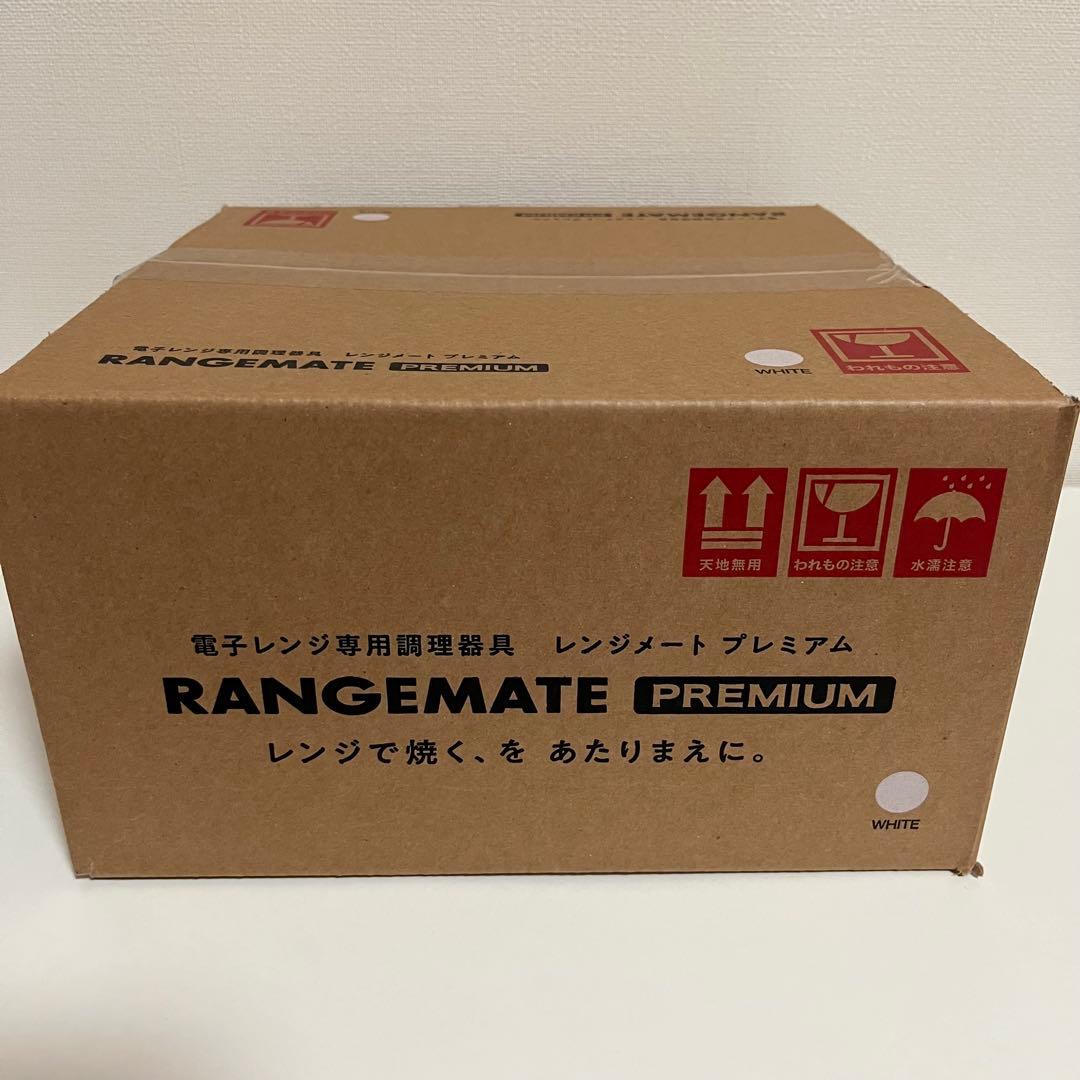 RANGEMATE PREMIUM
電子レンジ専用調理器具 レンジメート プレミアム
RANGEMATE PREMIUM
WHITE
われもの注意
天地無用
われもの注意
水濡注意
電子レンジ専用調理器具 レンジメート プレミアム
RANGEMATE PREMIUM
レンジで焼く、を あたりまえに。
WHITE